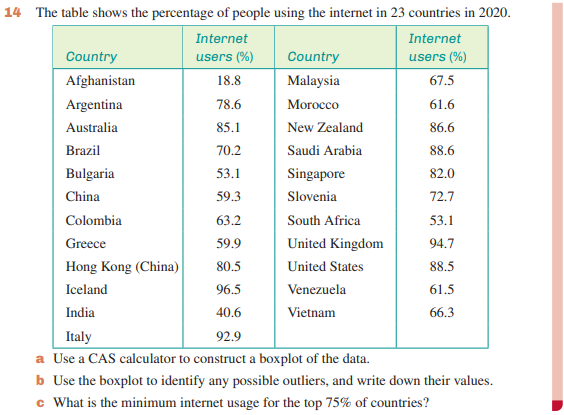 14 The table shows the percentage of people using the internet in 23 countries in 2020.
Internet Internet
Country users (%) Country users (%)
Afghanistan 18.8 Malaysia 67.5
Argentina 78.6 Morocco 61.6
Australia 85.1 New Zealand 86.6
Brazil 70.2 Saudi Arabia 88.6
Bulgaria 53.1 Singapore 82.0
China 59.3 Slovenia 72.7
Colombia 63.2 South Africa 53.1
Greece 59.9 United Kingdom 94.7
Hong Kong (China) 80.5 United States 88.5
Iceland 96.5 Venezuela 61.5
India 40.6 Vietnam 66.3
Italy 92.9
a Use a CAS calculator to construct a boxplot of the data.
b Use the boxplot to identify any possible outliers, and write down their values.
c What is the minimum internet usage for the top 75% of countries?